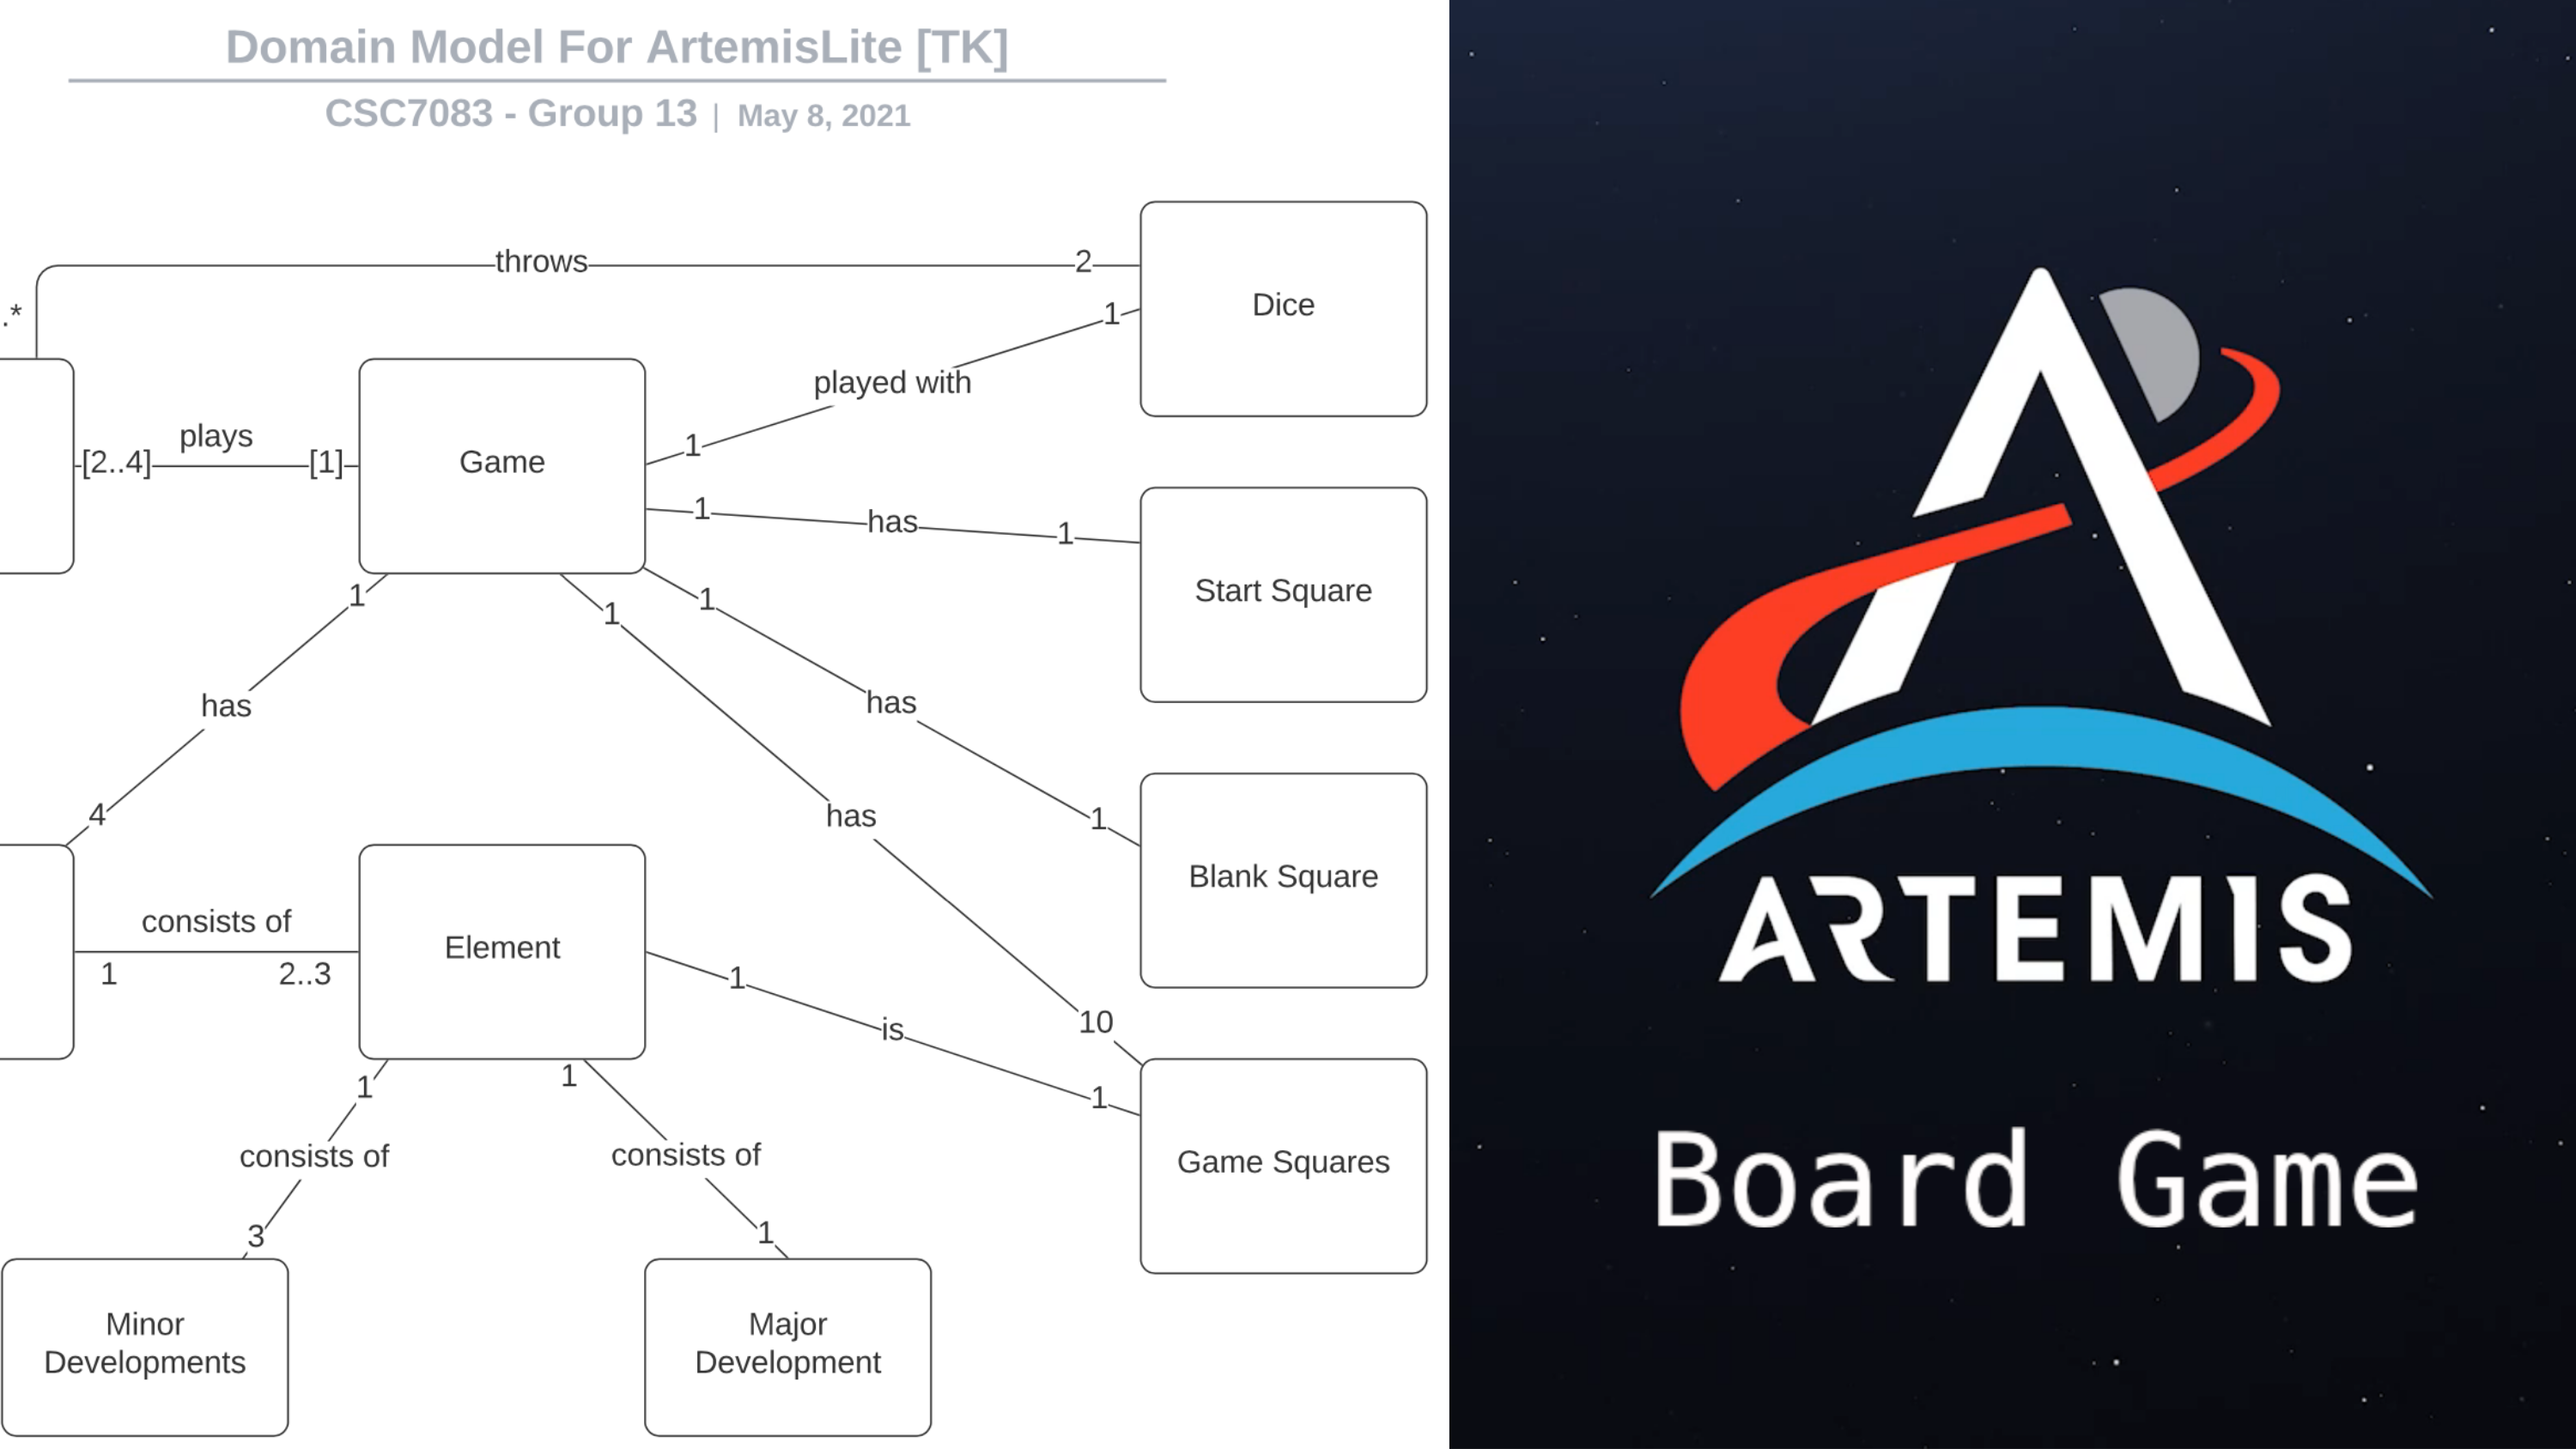 Domain Model For ArtemisLite [TK]
CSC7083 - Group 13 | May 8, 2021
throws
2
.*
Dice
1
played with
plays
[2..4]
[1]
Game
1
1
has
1
Start Square
1
1
1
has
has
1
4
has
1
Blank Square
consists of
Element
1
2..3
1
10
is
1
1
1
consists of
consists of
Game Squares
3
1
Minor
Developments
Major
Development
ARTEMIS
Board Game